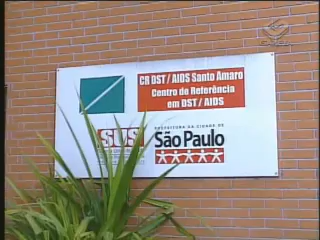 CR DST / AIDS Santo Amaro
Centro de Referência
em DST / AIDS
SUS
PREFEITURA DA CIDADE DE
São Paulo